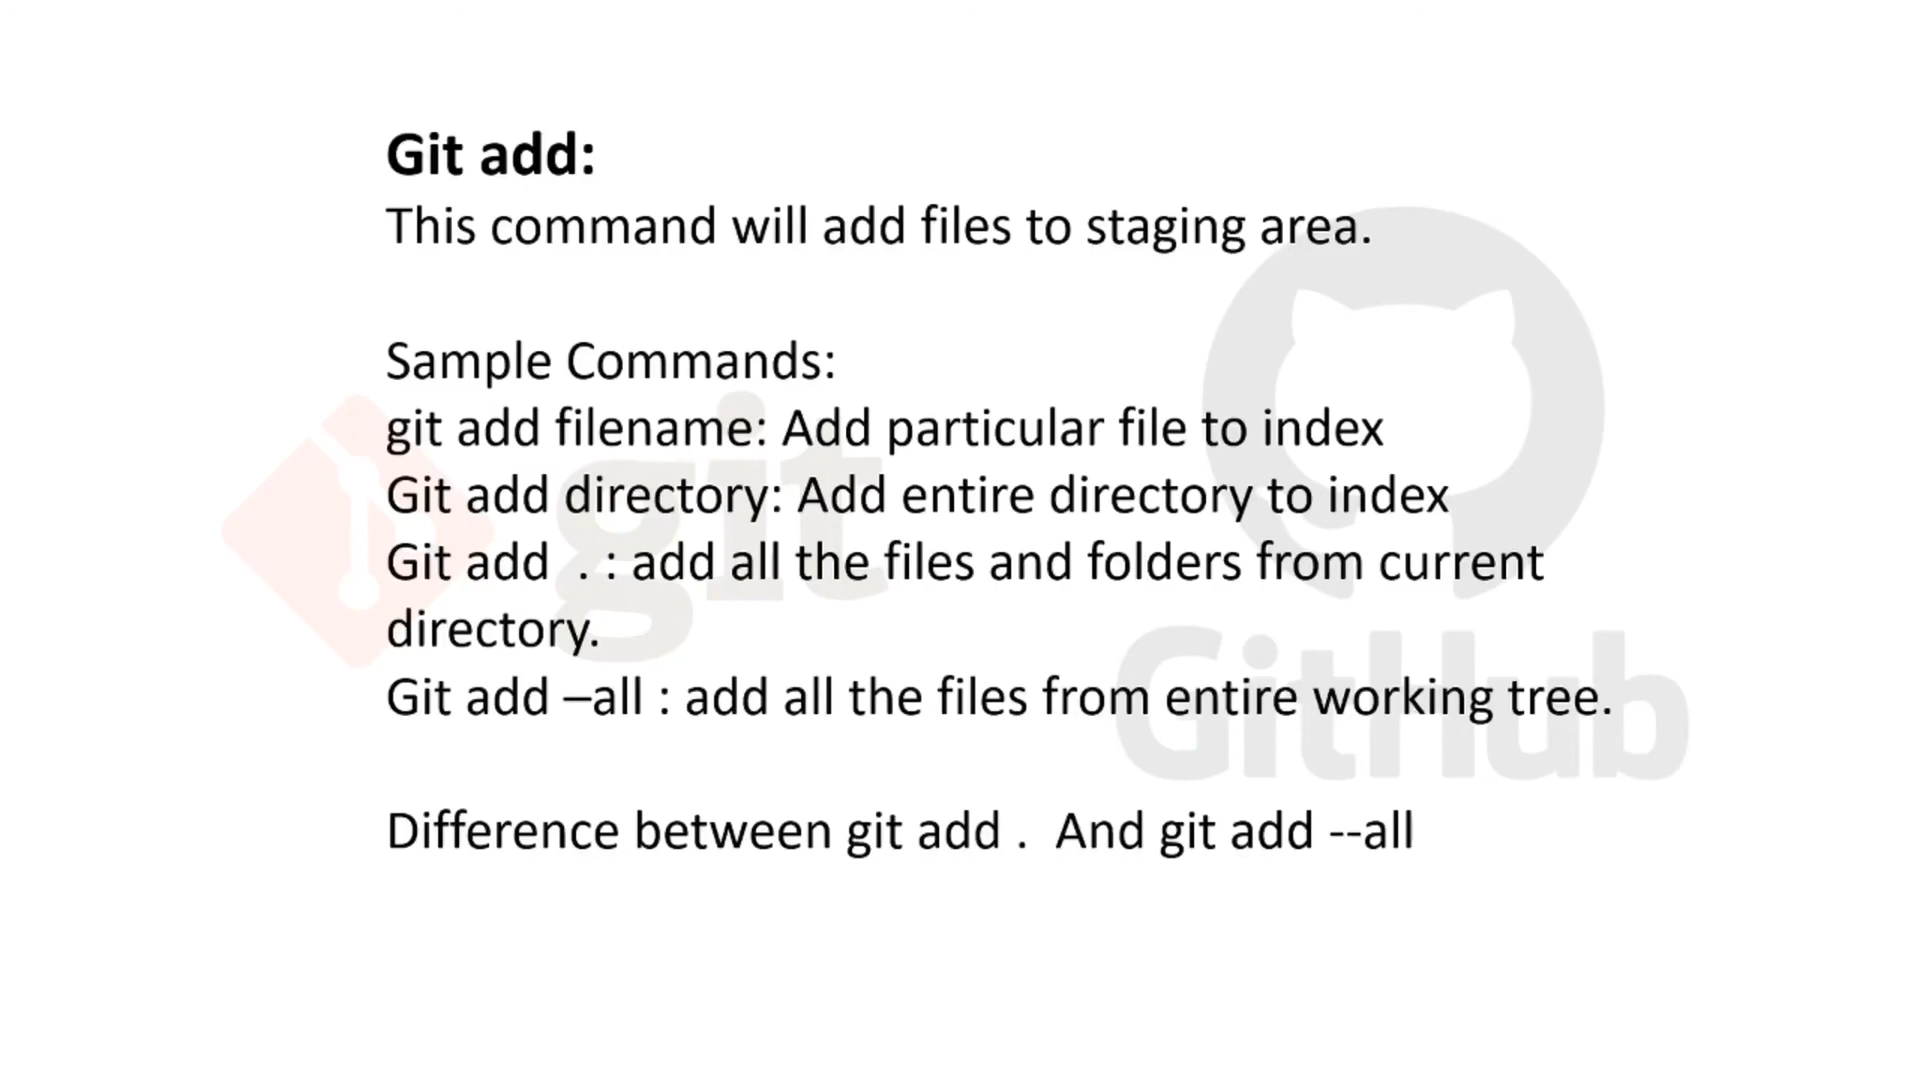 Git add:
This command will add files to staging area.
Sample Commands:
git add filename: Add particular file to index
Git add directory: Add entire directory to index
Git add  . : add all the files and folders from current
directory.
Git add –all : add all the files from entire working tree.
Difference between git add .  And git add --all
git
GitHub